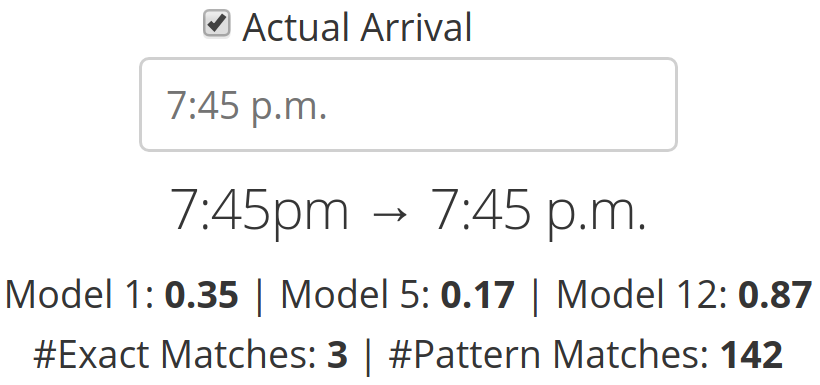 Actual Arrival
7:45 p.m.
7:45pm → 7:45 p.m.
Model 1: 0.35 | Model 5: 0.17 | Model 12: 0.87
#Exact Matches: 3 | #Pattern Matches: 142